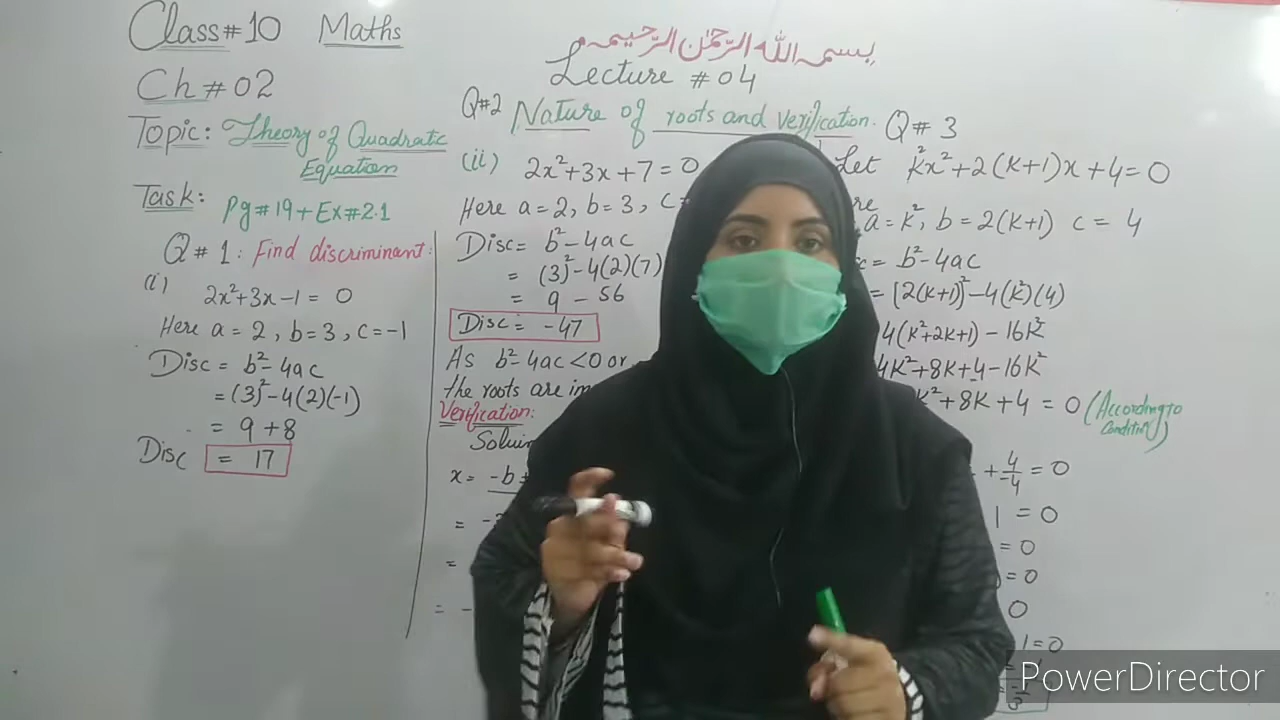 Class#10 Maths
Ch#02
Topic: Theory of Quadratic
Equation
Task: Pg#19+Ex#2.1
Q#1: Find discriminant:
(i)
2x²+3x-1= 0
Here a=2, b=3, c=-1
Disc= b²-4ac
=(3)²-4(2)(-1)
= 9+8
Disc = 17
بسم اللہ الرحمٰن الرحیم
Lecture #04
Q#2 Nature of roots and verification.
(ii) 2x²+3x+7=0
Here a=2, b=3, c=
Disc= b²-4ac
= (3)²-4(2)(7)
= 9 - 56
Disc= -47
As b²-4ac<0 or
the roots are
Verification:
x= -b
=
=
= -
Q#3
Let k²x²+2(k+1)x+4=0
a=k², b=2(k+1) c= 4
= b²-4ac
= [2(k+1)]²-4(k²)(4)
4(k²+2k+1)-16k²
4k²+8k+4-16k²
k²+8k+4=0 (According to
Condition)
+4/-4=0
1=0
=0
)=0
0
1=0
PowerDirector